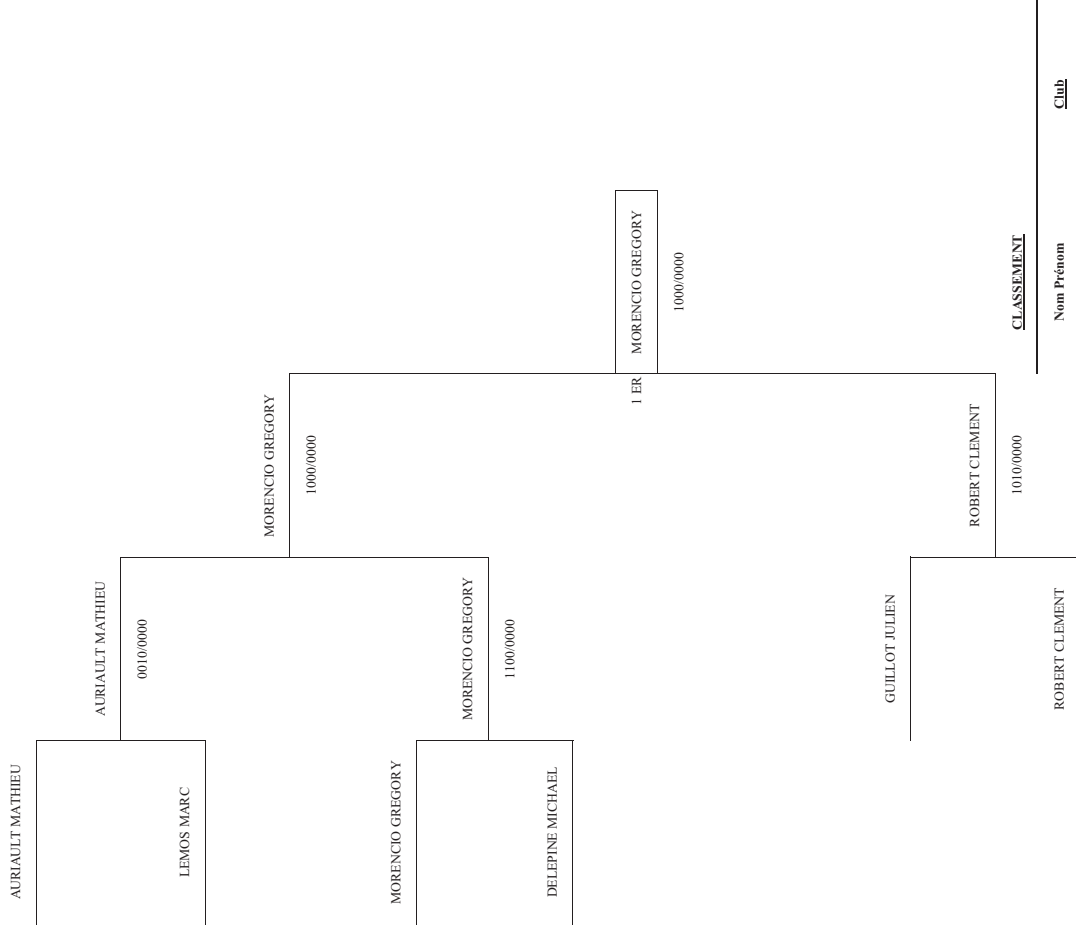 AURIAULT MATHIEU
LEMOS MARC
AURIAULT MATHIEU
0010/0000
MORENCIO GREGORY
DELEPINE MICHAEL
MORENCIO GREGORY
1100/0000
MORENCIO GREGORY
1000/0000
GUILLOT JULIEN
ROBERT CLEMENT
ROBERT CLEMENT
1010/0000
1 ER
MORENCIO GREGORY
1000/0000
CLASSEMENT
Nom Prénom
Club